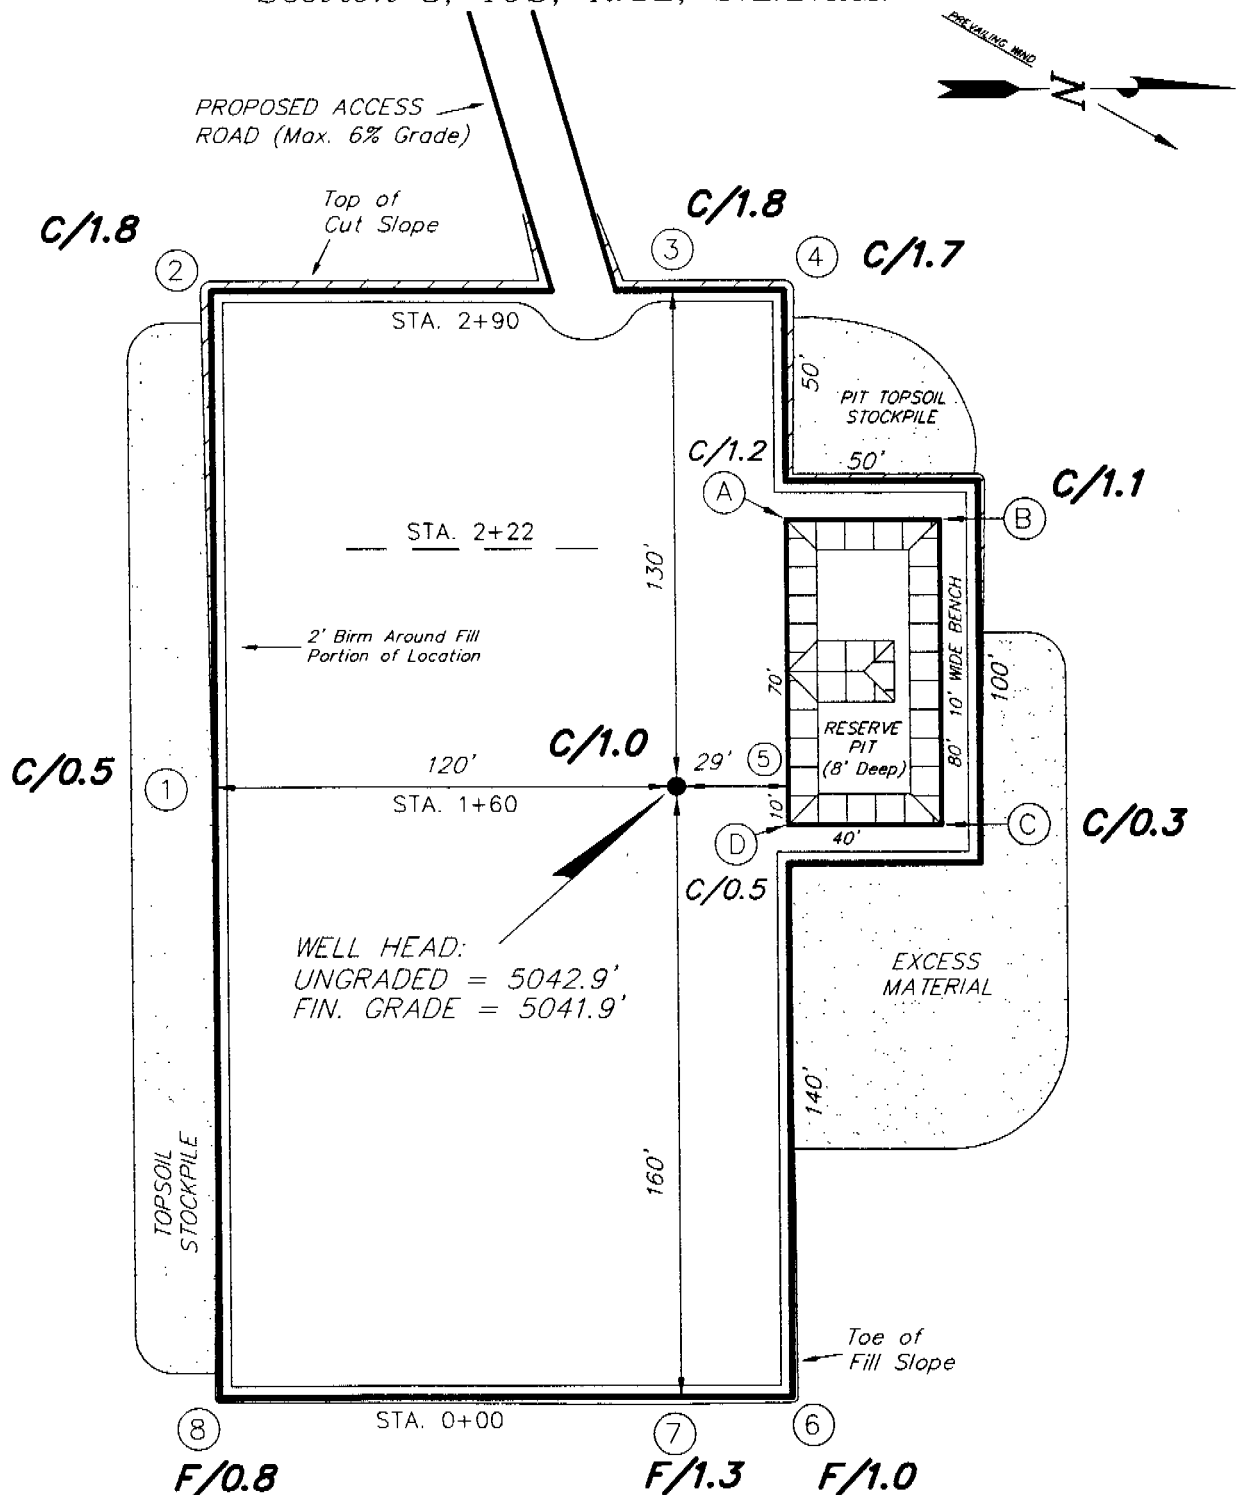 PREVAILING WIND
N
PROPOSED ACCESS
ROAD (Max. 6% Grade)
Top of
Cut Slope
C/1.8
2
C/1.8
3
4
C/1.7
STA. 2+90
50'
PIT TOPSOIL
STOCKPILE
C/1.2
50'
C/1.1
A
B
STA. 2+22
130'
2' Birm Around Fill
Portion of Location
70'
80'
10' WIDE BENCH
100'
RESERVE
PIT
(8' Deep)
C/1.0
C/0.5
1
120'
29'
5
STA. 1+60
10'
D
40'
C
C/0.3
C/0.5
WELL HEAD:
UNGRADED = 5042.9'
FIN. GRADE = 5041.9'
EXCESS
MATERIAL
140'
160'
TOPSOIL
STOCKPILE
Toe of
Fill Slope
8
STA. 0+00
7
6
F/0.8
F/1.3
F/1.0